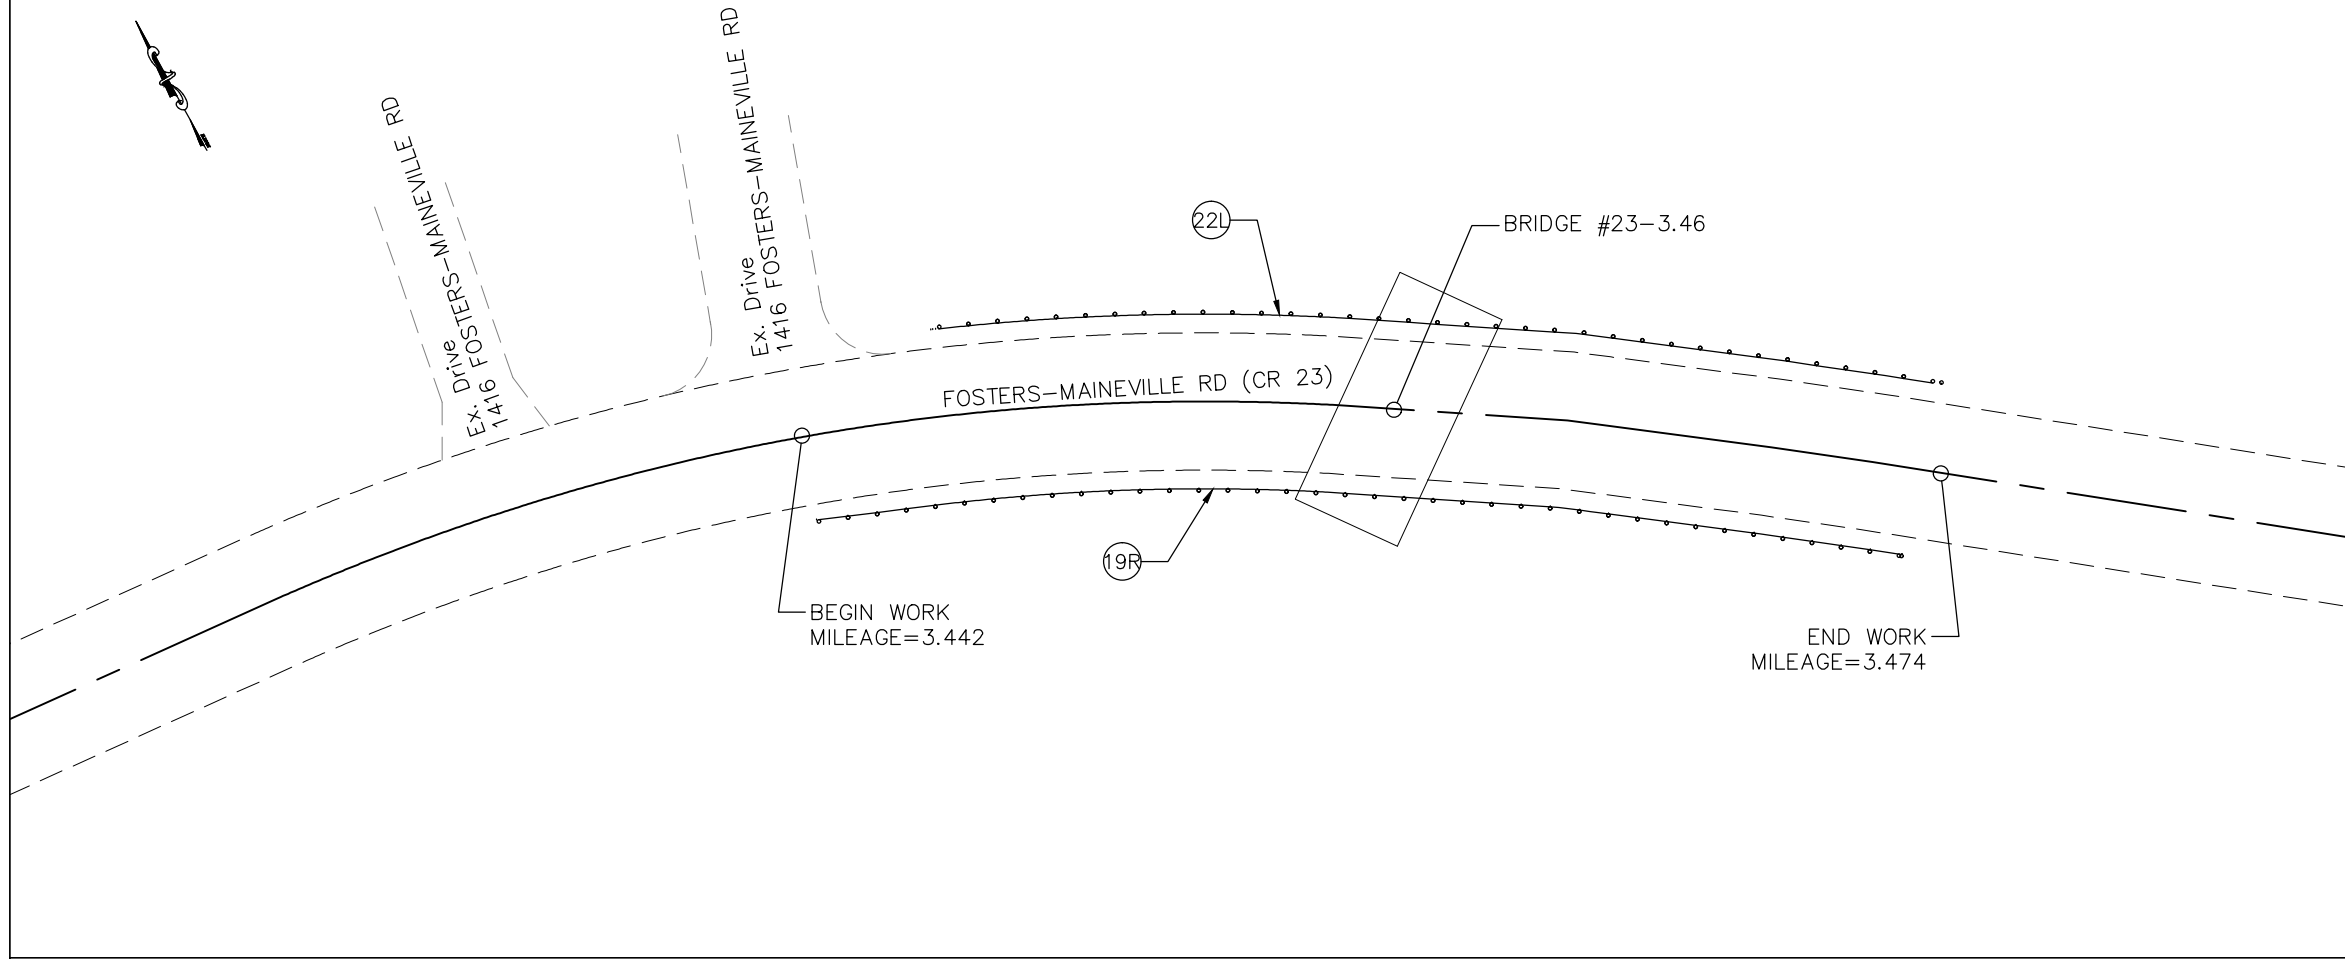 Ex. Drive
1416 FOSTERS-MAINEVILLE RD
Ex. Drive
1416 FOSTERS-MAINEVILLE RD
22L
BRIDGE #23-3.46
FOSTERS-MAINEVILLE RD (CR 23)
19R
BEGIN WORK
MILEAGE=3.442
END WORK
MILEAGE=3.474